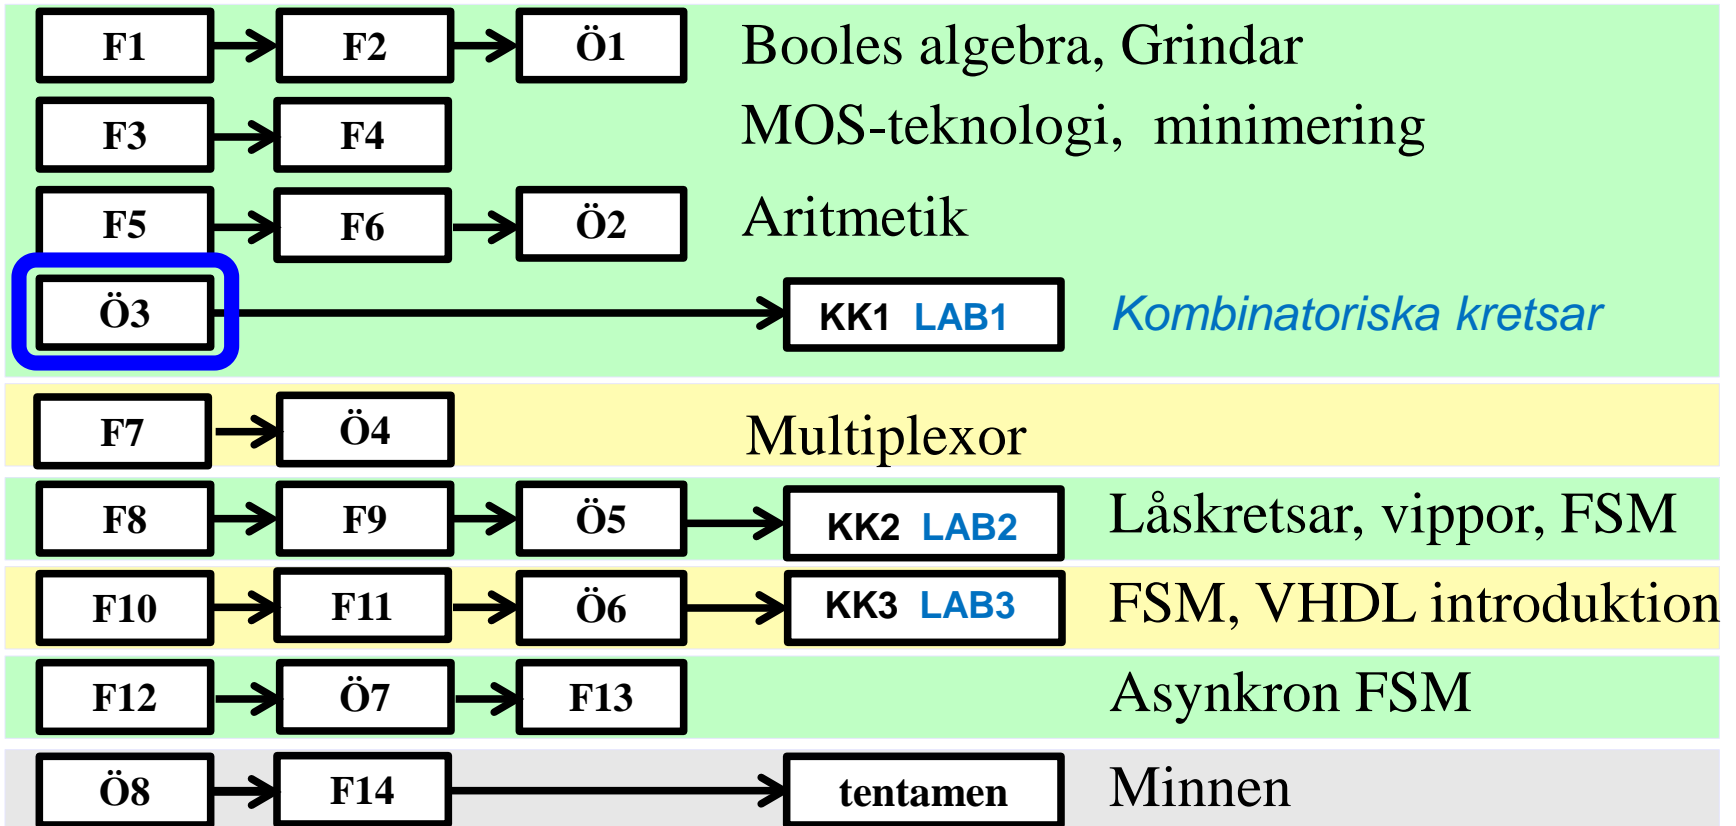 F1 F2 Ö1 Booles algebra, Grindar
F3 F4 MOS-teknologi, minimering
F5 F6 Ö2 Aritmetik
Ö3 KK1 LAB1 Kombinatoriska kretsar
F7 Ö4 Multiplexor
F8 F9 Ö5 KK2 LAB2 Låskretsar, vippor, FSM
F10 F11 Ö6 KK3 LAB3 FSM, VHDL introduktion
F12 Ö7 F13 Asynkron FSM
Ö8 F14 tentamen Minnen